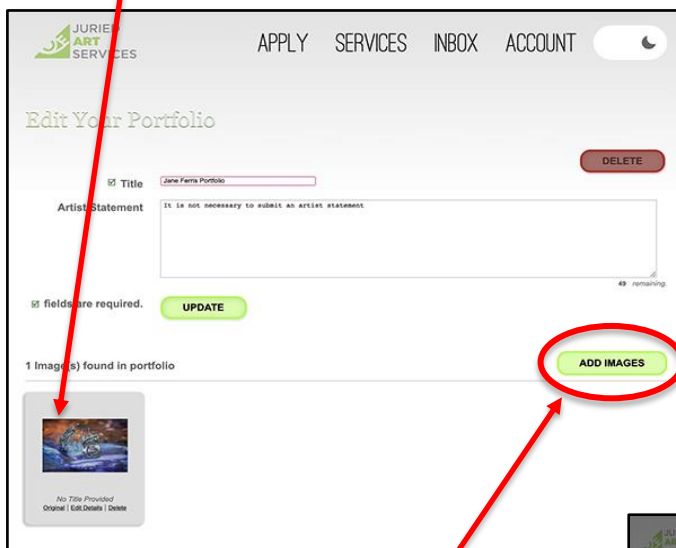 JURIED
ART
SERVICES
APPLY SERVICES INBOX ACCOUNT
Edit Your Portfolio
DELETE
Title
Jane Ferris Portfolio
Artist Statement
It is not necessary to submit an artist statement
49 remaining.
fields are required.
UPDATE
1 Image(s) found in portfolio
ADD IMAGES
No Title Provided
Original | Edit Details | Delete